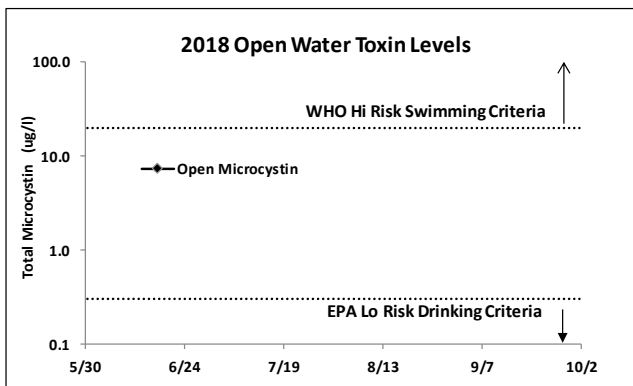 2018 Open Water Toxin Levels
100.0
WHO Hi Risk Swimming Criteria
10.0
Open Microcystin
Total Microcystin (ug/l)
1.0
EPA Lo Risk Drinking Criteria
0.1
5/30 6/24 7/19 8/13 9/7 10/2